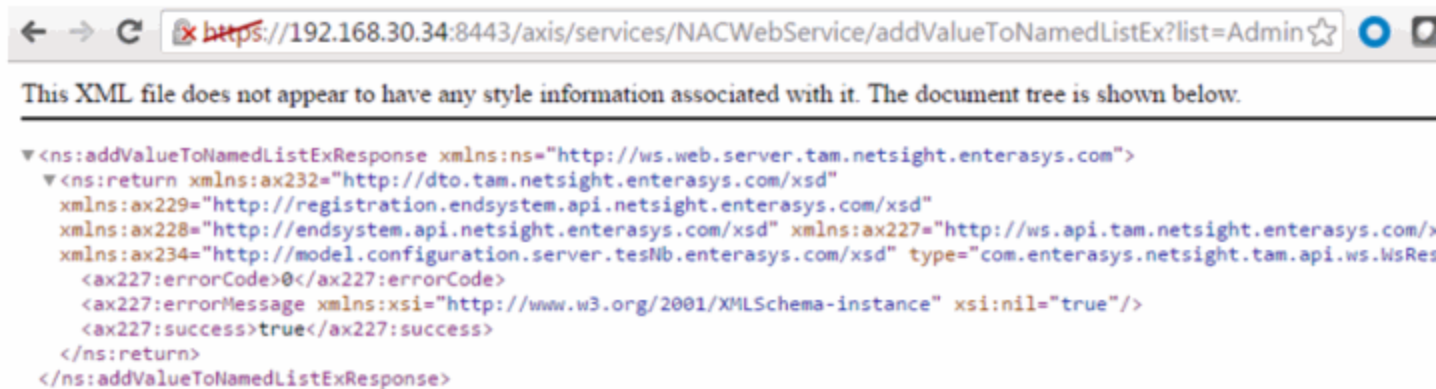 https://192.168.30.34:8443/axis/services/NACWebService/addValueToNamedListEx?list=Admin
This XML file does not appear to have any style information associated with it. The document tree is shown below.
▼<ns:addValueToNamedListExResponse xmlns:ns="http://ws.web.server.tam.netsight.enterasys.com">
▼<ns:return xmlns:ax232="http://dto.tam.netsight.enterasys.com/xsd"
xmlns:ax229="http://registration.endsystem.api.netsight.enterasys.com/xsd"
xmlns:ax228="http://endsystem.api.netsight.enterasys.com/xsd" xmlns:ax227="http://ws.api.tam.netsight.enterasys.com/x
xmlns:ax234="http://model.configuration.server.tesNb.enterasys.com/xsd" type="com.enterasys.netsight.tam.api.ws.WsRes
<ax227:errorCode>0</ax227:errorCode>
<ax227:errorMessage xmlns:xsi="http://www.w3.org/2001/XMLSchema-instance" xsi:nil="true"/>
<ax227:success>true</ax227:success>
</ns:return>
</ns:addValueToNamedListExResponse>